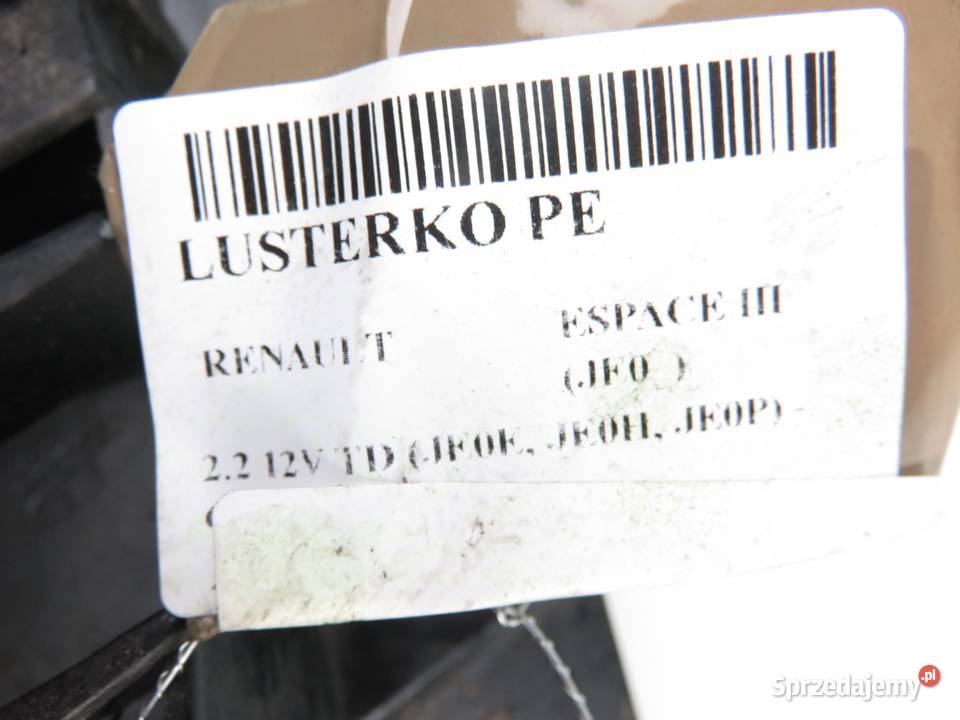 LUSTERKO PE
RENAULT
ESPACE III
(JE0_)
2.2 12V TD (JE0E, JE0H, JE0P) -
Sprzedajemy.pl